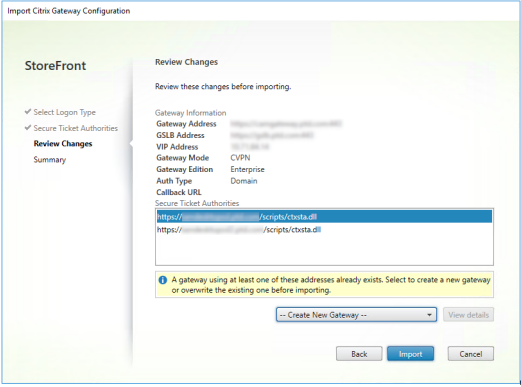 Import Citrix Gateway Configuration
StoreFront
Select Logon Type
Secure Ticket Authorities
Review Changes
Summary
Review Changes
Review these changes before importing.
Gateway Information
Gateway Address
GSLB Address
VIP Address
Gateway Mode CVPN
Gateway Edition Enterprise
Auth Type Domain
Callback URL
Secure Ticket Authorities
https:// /scripts/ctxsta.dll
https:// /scripts/ctxsta.dll
A gateway using at least one of these addresses already exists. Select to create a new gateway
or overwrite the existing one before importing.
-- Create New Gateway --
View details
Back
Import
Cancel